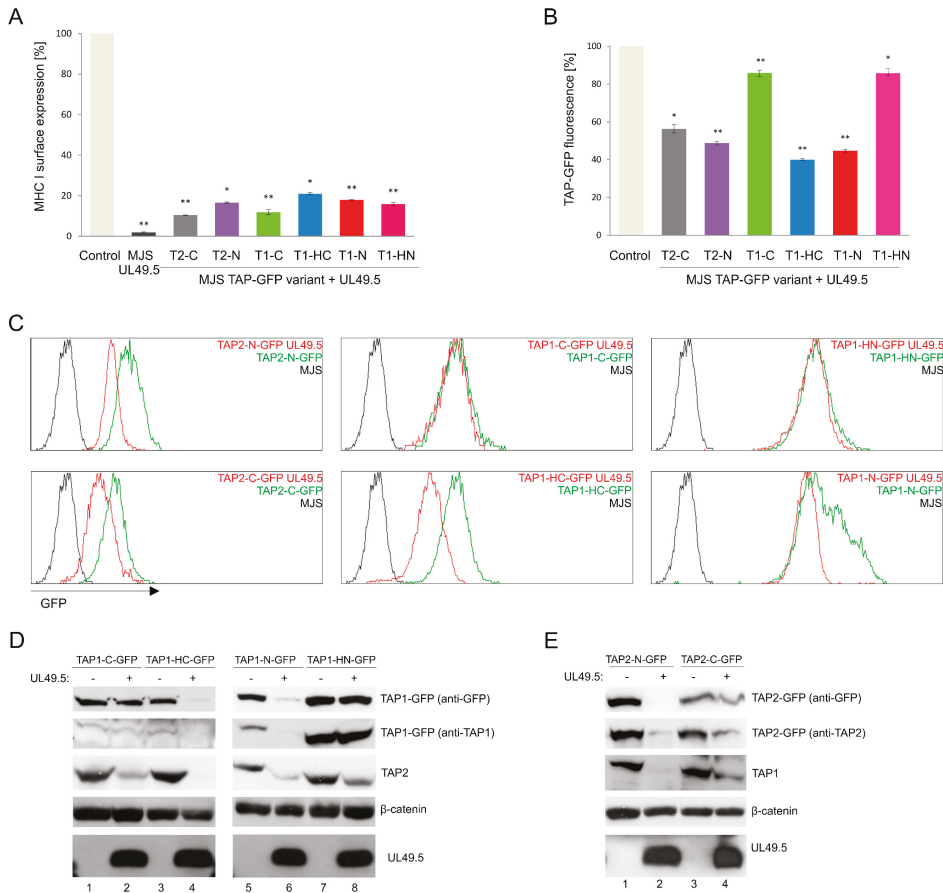 A
MHC I surface expression [%]
100
80
60
40
20
0
**
**
*
**
*
**
**
Control
MJS
UL49.5
T2-C
T2-N
T1-C
T1-HC
T1-N
T1-HN
MJS TAP-GFP variant + UL49.5
B
TAP-GFP fluorescence [%]
100
80
60
40
20
0
*
**
**
**
**
*
Control
T2-C
T2-N
T1-C
T1-HC
T1-N
T1-HN
MJS TAP-GFP variant + UL49.5
C
TAP2-N-GFP UL49.5
TAP2-N-GFP
MJS
TAP1-C-GFP UL49.5
TAP1-C-GFP
MJS
TAP1-HN-GFP UL49.5
TAP1-HN-GFP
MJS
TAP2-C-GFP UL49.5
TAP2-C-GFP
MJS
TAP1-HC-GFP UL49.5
TAP1-HC-GFP
MJS
TAP1-N-GFP UL49.5
TAP1-N-GFP
MJS
GFP
D
TAP1-C-GFP TAP1-HC-GFP TAP1-N-GFP TAP1-HN-GFP
UL49.5: - + - + - + - +
TAP1-GFP (anti-GFP)
TAP1-GFP (anti-TAP1)
TAP2
β-catenin
UL49.5
1 2 3 4 5 6 7 8
E
TAP2-N-GFP TAP2-C-GFP
UL49.5: - + - +
TAP2-GFP (anti-GFP)
TAP2-GFP (anti-TAP2)
TAP1
β-catenin
UL49.5
1 2 3 4